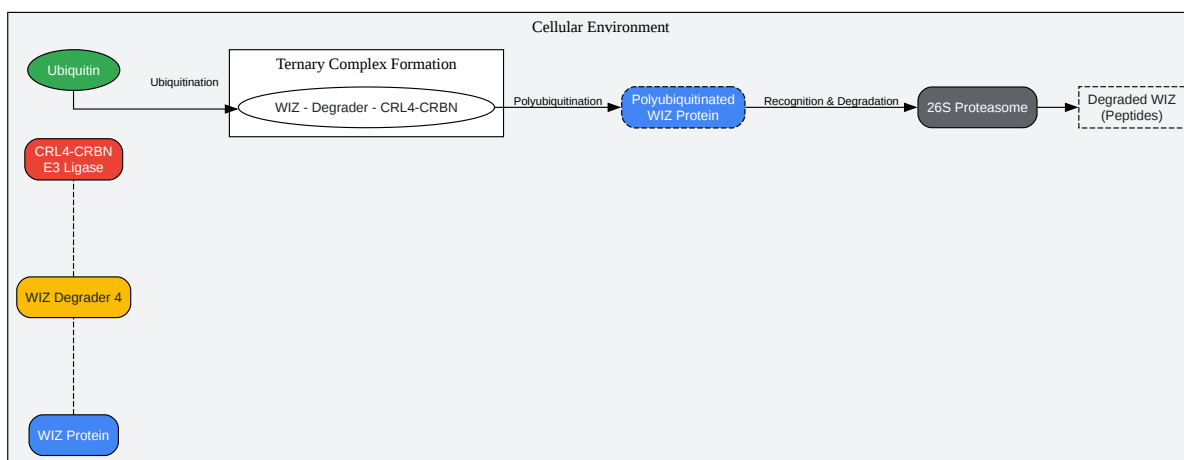 Cellular Environment
Ubiquitin
Ubiquitination
Ternary Complex Formation
WIZ - Degrader - CRL4-CRBN
Polyubiquitination
Polyubiquitinated
WIZ Protein
Recognition & Degradation
26S Proteasome
Degraded WIZ
(Peptides)
CRL4-CRBN
E3 Ligase
WIZ Degrader 4
WIZ Protein